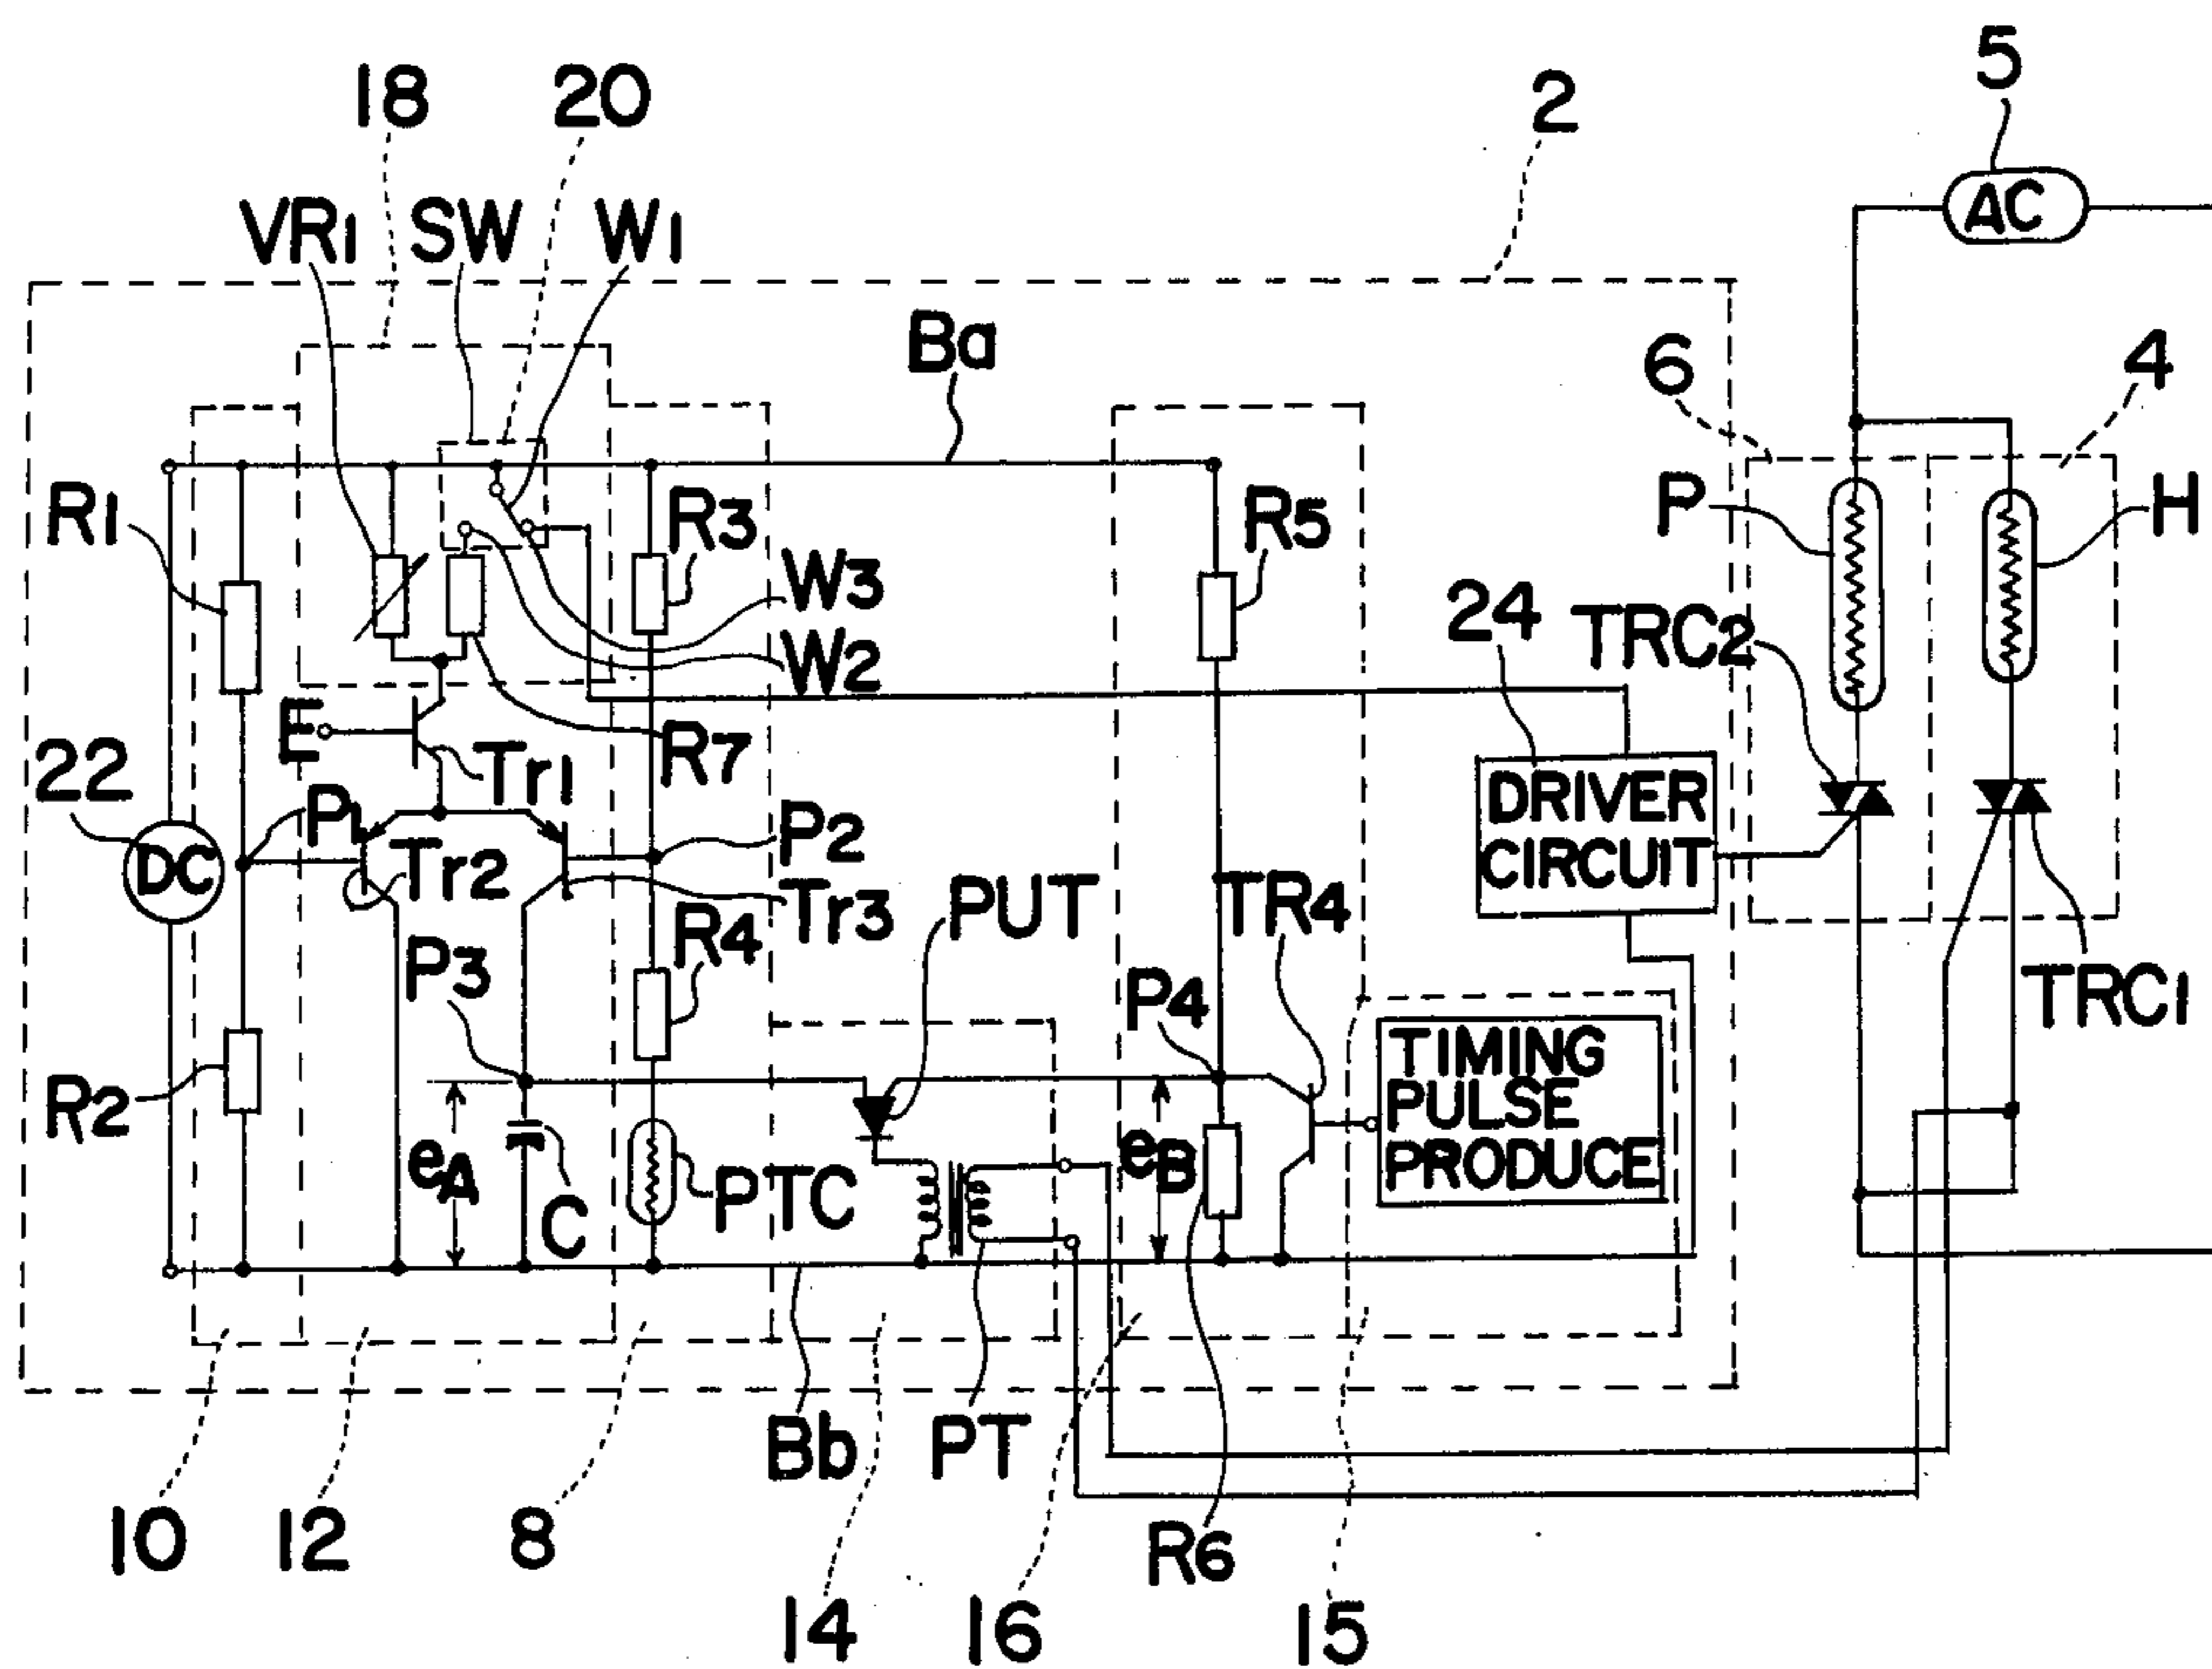 5
18
20
2
VR1
SW
W1
AC
Ba
6
4
R1
R3
R5
P
H
W3
24
TRC2
W2
E
Tr1
R7
22
P1
P2
DRIVER
CIRCUIT
DC
Tr2
Tr3
PUT
TR4
R4
P3
P4
TRC1
TIMING
PULSE
PRODUCE
R2
eA
C
PTC
eB
Bb
PT
10
12
8
R6
14
16
15